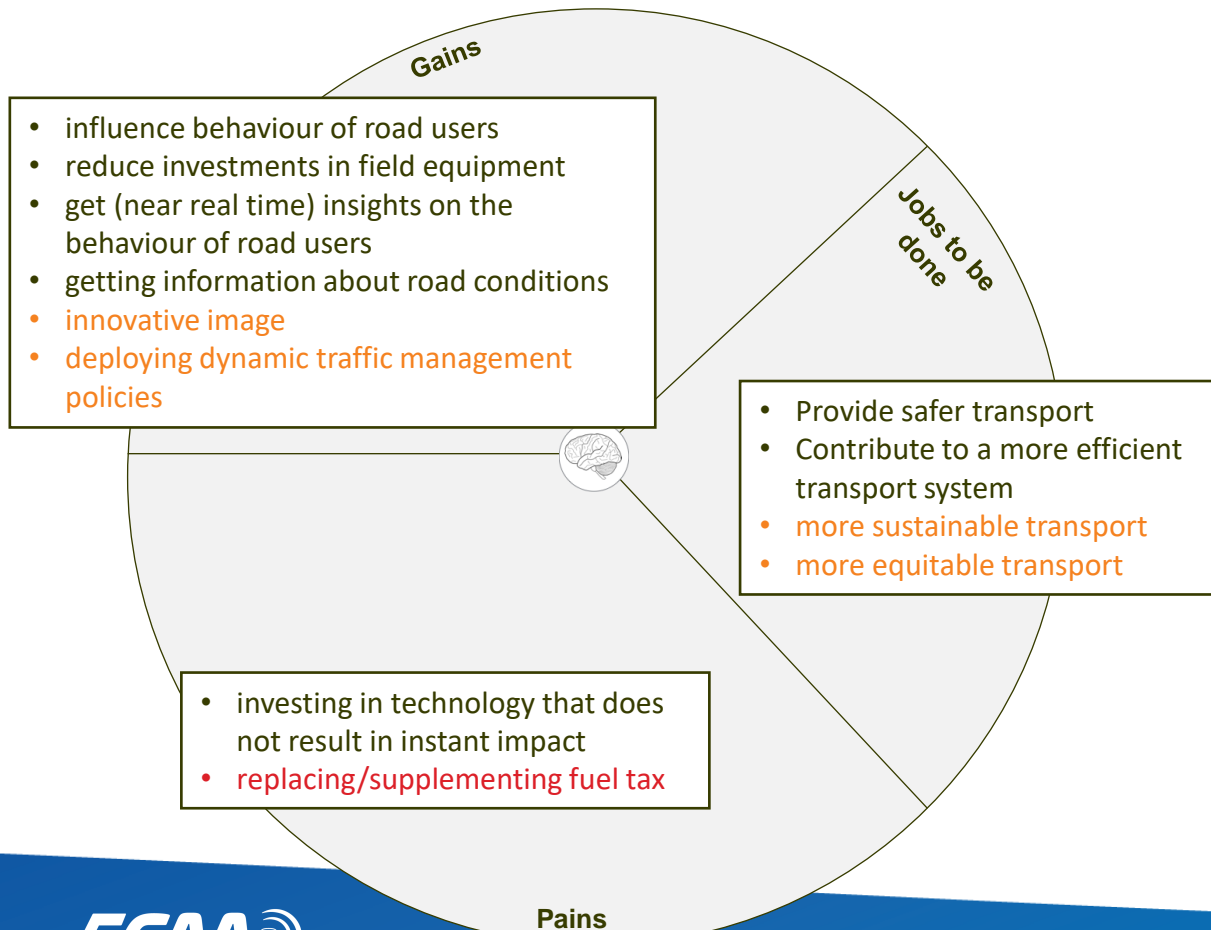 Gains
• influence behaviour of road users
• reduce investments in field equipment
• get (near real time) insights on the
behaviour of road users
• getting information about road conditions
• innovative image
• deploying dynamic traffic management
policies
Jobs to be
done
• Provide safer transport
• Contribute to a more efficient
transport system
• more sustainable transport
• more equitable transport
• investing in technology that does
not result in instant impact
• replacing/supplementing fuel tax
Pains